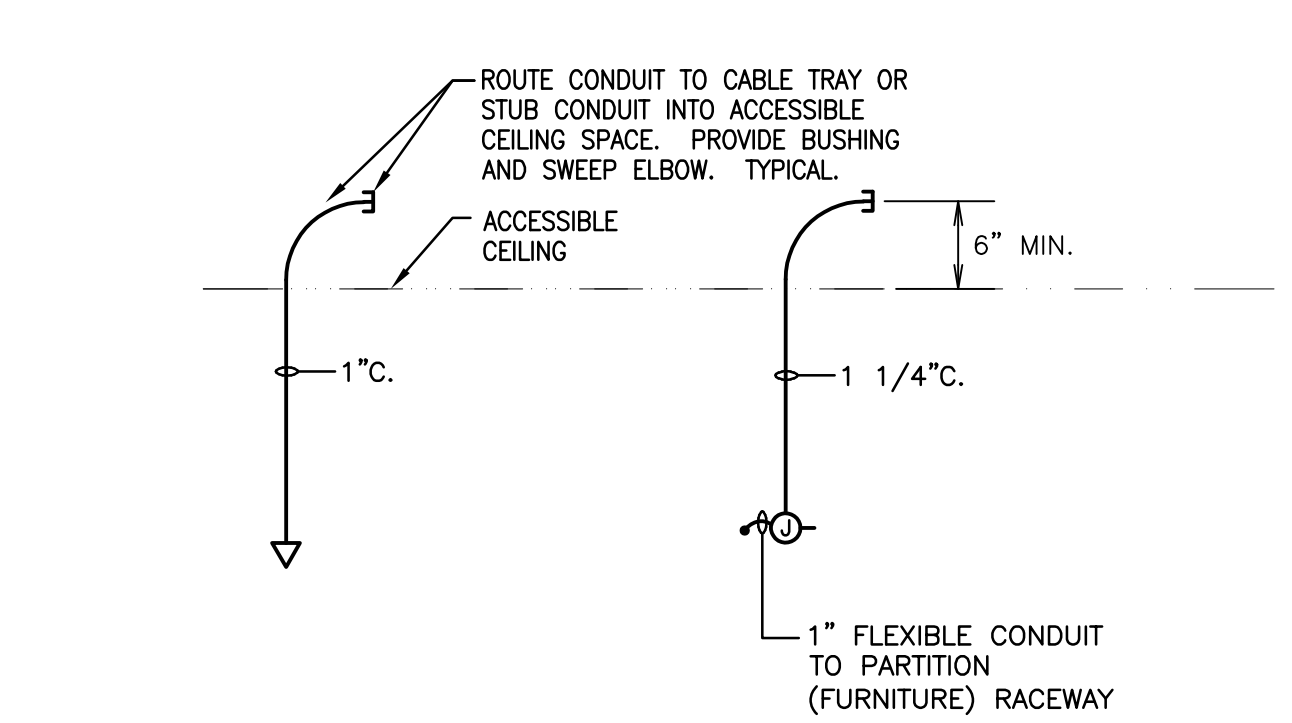 ROUTE CONDUIT TO CABLE TRAY OR
STUB CONDUIT INTO ACCESSIBLE
CEILING SPACE. PROVIDE BUSHING
AND SWEEP ELBOW. TYPICAL.
ACCESSIBLE
CEILING
6" MIN.
1"C.
1 1/4"C.
J
1" FLEXIBLE CONDUIT
TO PARTITION
(FURNITURE) RACEWAY